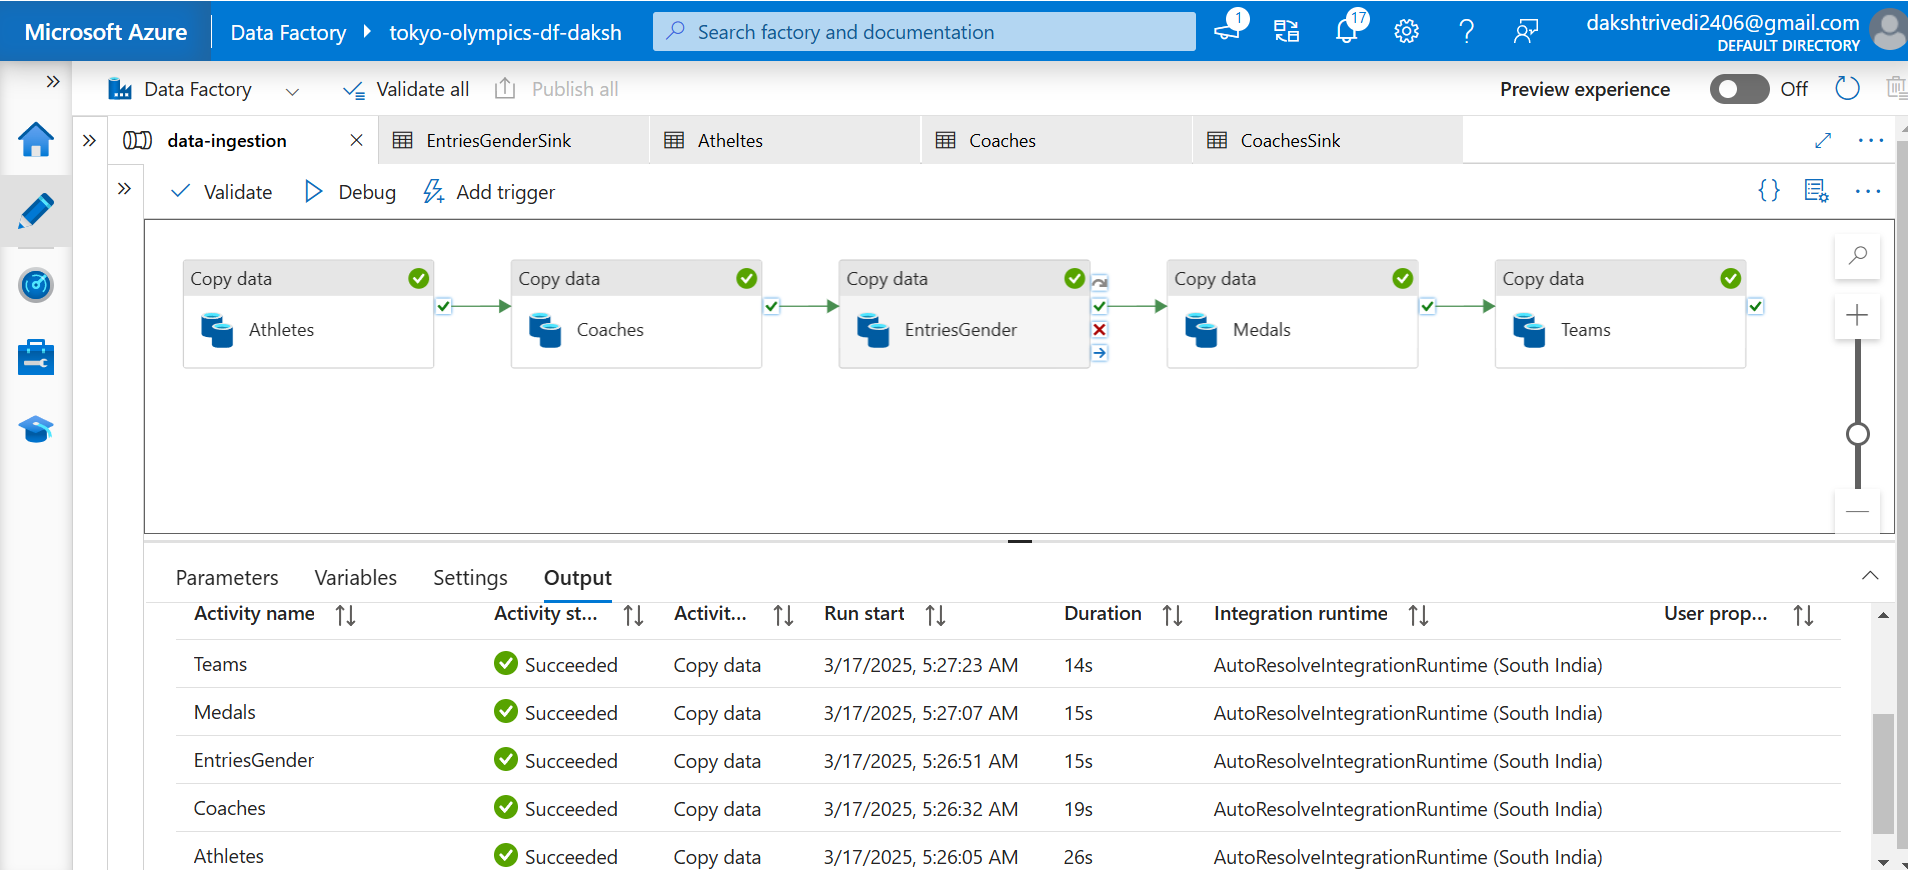 Microsoft Azure Data Factory tokyo-olympics-df-daksh Search factory and documentation 1 17 ? dakshtrivedi2406@gmail.com
DEFAULT DIRECTORY
Data Factory Validate all Publish all Preview experience Off
data-ingestion EntriesGenderSink Atheltes Coaches CoachesSink
Validate Debug Add trigger {}
Copy data Copy data Copy data Copy data Copy data
Athletes Coaches EntriesGender Medals Teams
Parameters Variables Settings Output
Activity name Activity st... Activit... Run start Duration Integration runtime User prop...
Teams Succeeded Copy data 3/17/2025, 5:27:23 AM 14s AutoResolveIntegrationRuntime (South India)
Medals Succeeded Copy data 3/17/2025, 5:27:07 AM 15s AutoResolveIntegrationRuntime (South India)
EntriesGender Succeeded Copy data 3/17/2025, 5:26:51 AM 15s AutoResolveIntegrationRuntime (South India)
Coaches Succeeded Copy data 3/17/2025, 5:26:32 AM 19s AutoResolveIntegrationRuntime (South India)
Athletes Succeeded Copy data 3/17/2025, 5:26:05 AM 26s AutoResolveIntegrationRuntime (South India)